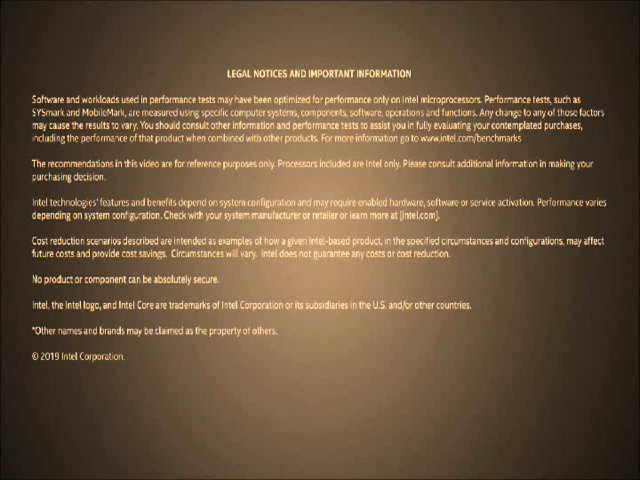 LEGAL NOTICES AND IMPORTANT INFORMATION
Software and workloads used in performance tests may have been optimized for performance only on Intel microprocessors. Performance tests, such as
SYSmark and MobileMark, are measured using specific computer systems, components, software, operations and functions. Any change to any of those factors
may cause the results to vary. You should consult other information and performance tests to assist you in fully evaluating your contemplated purchases,
including the performance of that product when combined with other products. For more information go to www.intel.com/benchmarks
The recommendations in this video are for reference purposes only. Processors included are Intel only. Please consult additional information in making your
purchasing decision.
Intel technologies' features and benefits depend on system configuration and may require enabled hardware, software or service activation. Performance varies
depending on system configuration. Check with your system manufacturer or retailer or learn more at [intel.com].
Cost reduction scenarios described are intended as examples of how a given Intel-based product, in the specified circumstances and configurations, may affect
future costs and provide cost savings. Circumstances will vary. Intel does not guarantee any costs or cost reduction.
No product or component can be absolutely secure.
Intel, the Intel logo, and Intel Core are trademarks of Intel Corporation or its subsidiaries in the U.S. and/or other countries.
*Other names and brands may be claimed as the property of others.
© 2019 Intel Corporation.